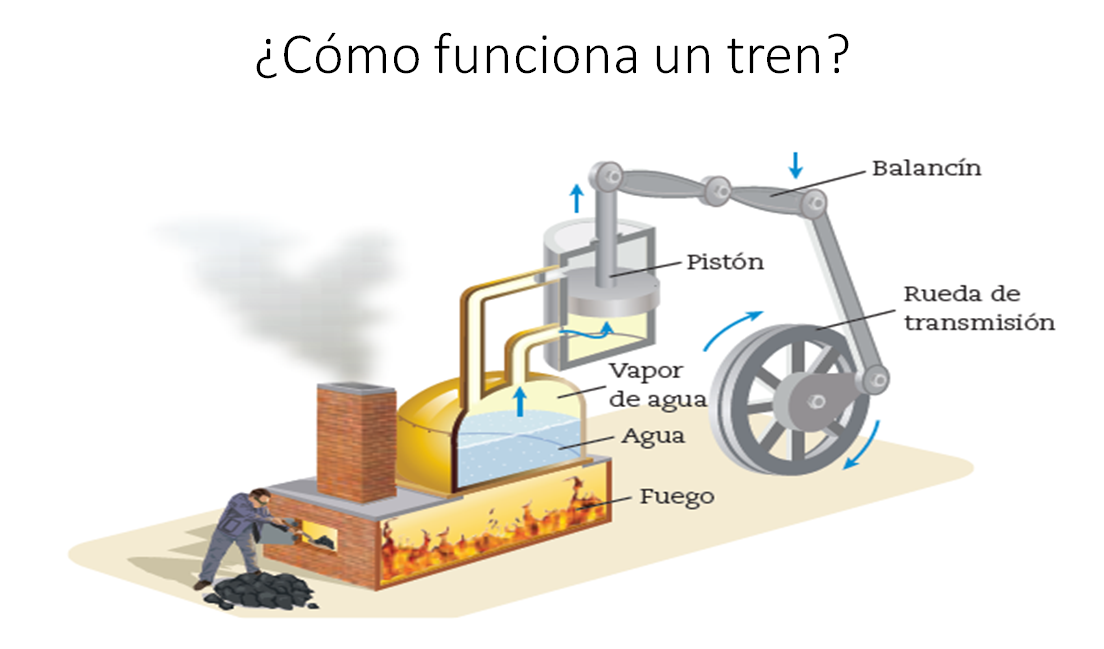 ¿Cómo funciona un tren?
Balancín
Pistón
Rueda de
transmisión
Vapor
de agua
Agua
Fuego